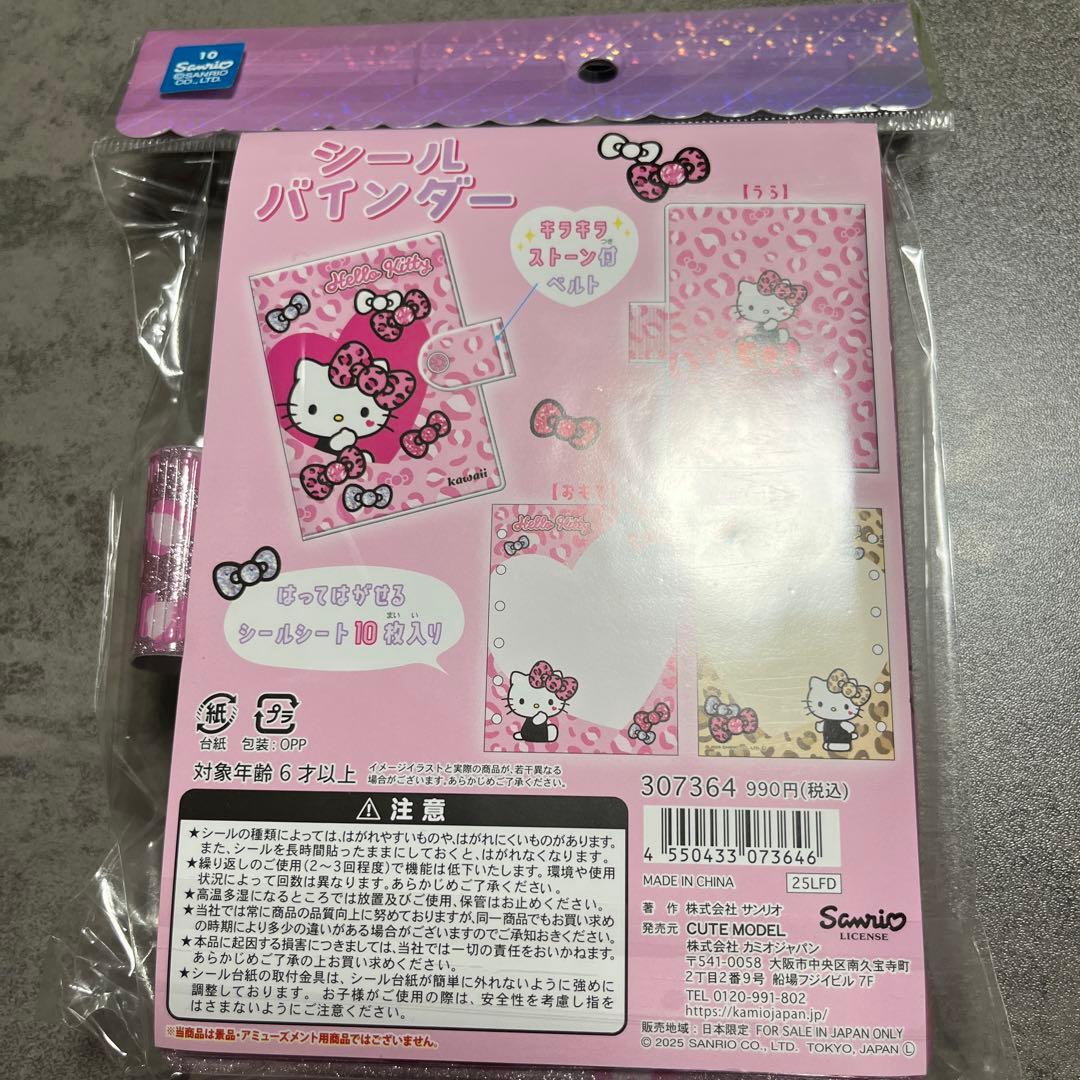 10
Sanrio
©SANRIO
CO., LTD.
シール
バインダー
キラキラ
ストーン付
つき
ベルト
【うら】
Hello Kitty
kawaii
【おもて】
Hello Kitty
はってはがせる
シールシート10枚入り
まい い
紙
プラ
台紙 包装:OPP
対象年齢6才以上
イメージイラストと実際の商品が、若干異なる
場合がございます。あらかじめご了承ください。
307364 990円(税込)
注意
★シールの種類によっては、はがれやすいものや、はがれにくいものがあります。
また、シールを長時間貼ったままにしておくと、はがれなくなります。
★繰り返しのご使用(2〜3回程度)で機能は低下いたします。環境や使用
状況によって回数は異なります。あらかじめご了承ください。
★高温多湿になるところでは放置及びご使用、保管はお止めください。
★当社では常に商品の品質向上に努めておりますが、同一商品でもお買い求め
の時期により多少の違いがある場合がございますのでご承知おきください。
★本品に起因する損害につきましては、当社では一切の責任をおいかねます。
あらかじめご了承の上お買い求めください。
★シール台紙の取付金具は、シール台紙が簡単に外れないように強めに
調整しております。 お子様がご使用の際は、安全性を考慮し指を
はさまないようにご注意ください。
※当商品は景品・アミューズメント用商品ではございません。
4 550433 073646
MADE IN CHINA
25LFD
著 作 株式会社 サンリオ
発売元 CUTE MODEL
株式会社 カミオジャパン
〒541-0058 大阪市中央区南久宝寺町
2丁目2番9号 船場フジイビル 7F
TEL 0120-991-802
https://kamiojapan.jp/
Sanrio
LICENSE
販売地域:日本限定 FOR SALE IN JAPAN ONLY
© 2025 SANRIO CO., LTD. TOKYO, JAPAN Ⓛ